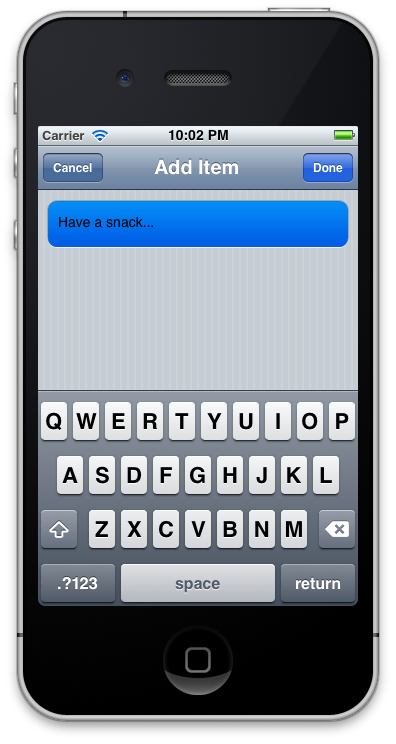 Carrier 10:02 PM
Cancel Add Item Done
Have a snack...
Q W E R T Y U I O P
A S D F G H J K L
Z X C V B N M
.?123 space return